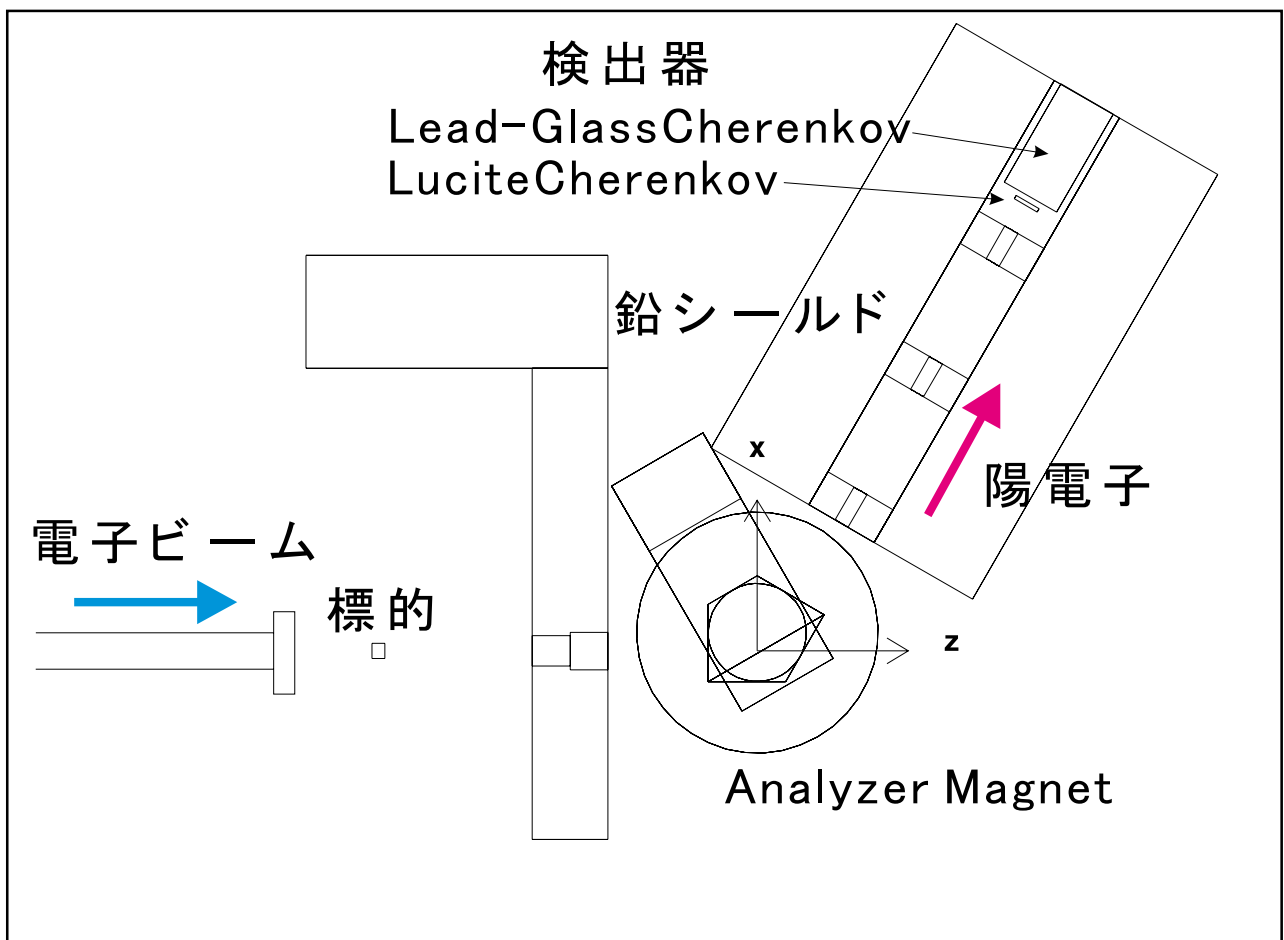 検出器
Lead-GlassCherenkov
LuciteCherenkov
鉛シールド
x
陽電子
電子ビーム
標的
z
Analyzer Magnet